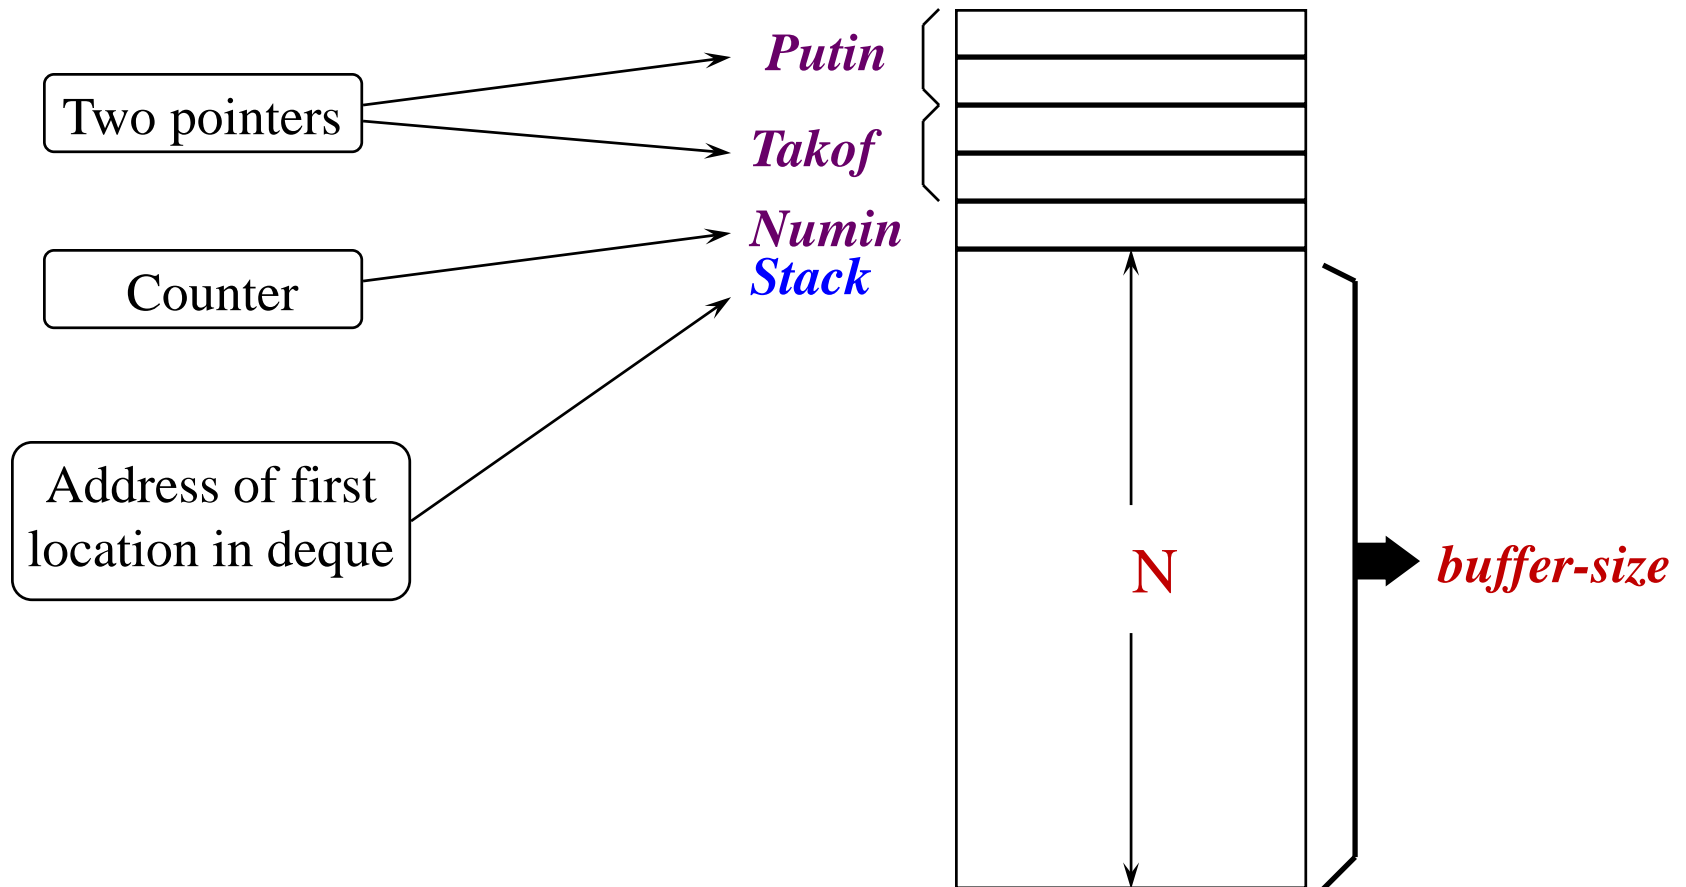 Two pointers
Putin
Takof
Counter
Numin
Stack
Address of first
location in deque
N
buffer-size